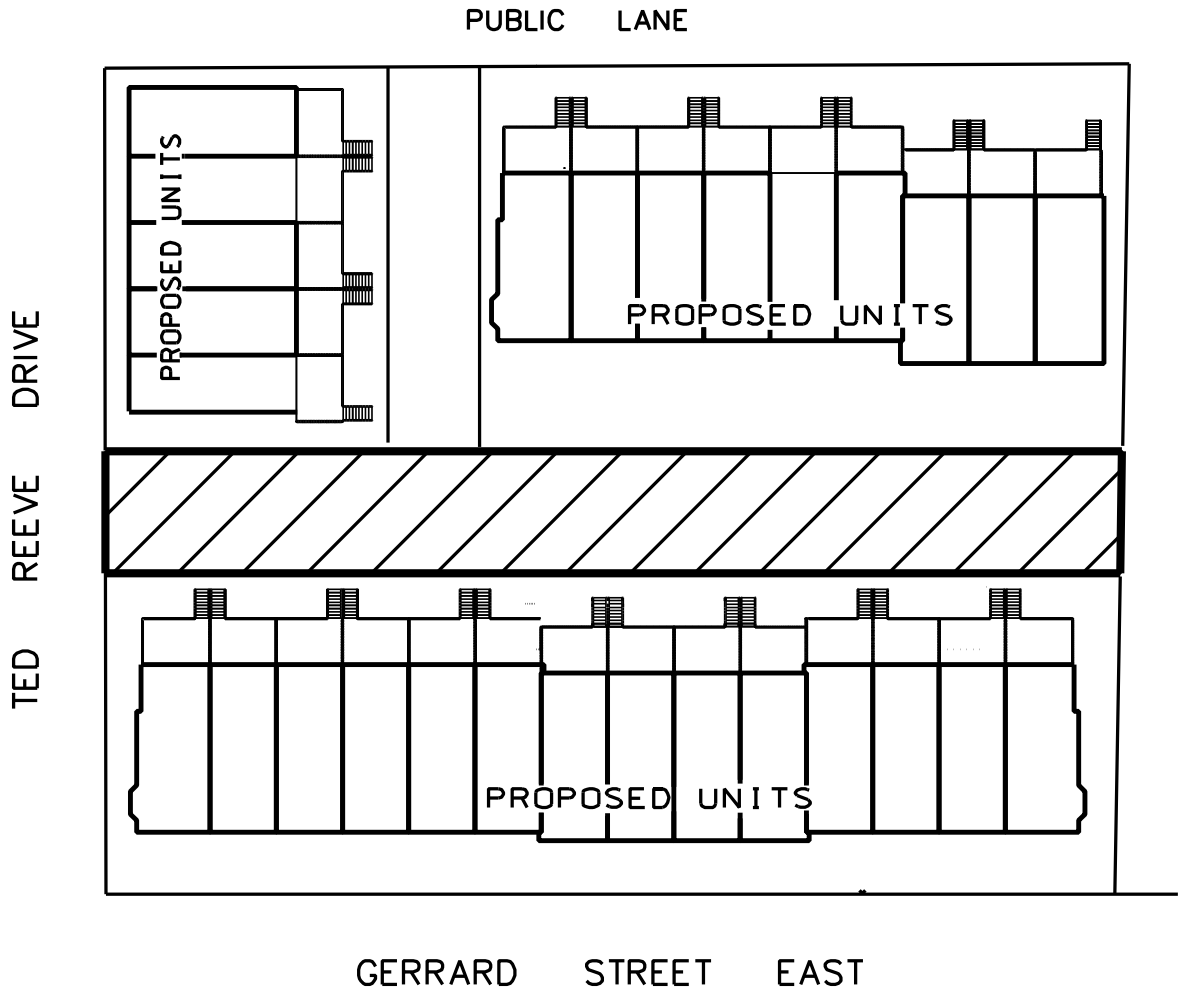 PUBLIC LANE
PROPOSED UNITS
PROPOSED UNITS
TED REEVE DRIVE
PROPOSED UNITS
GERRARD STREET EAST